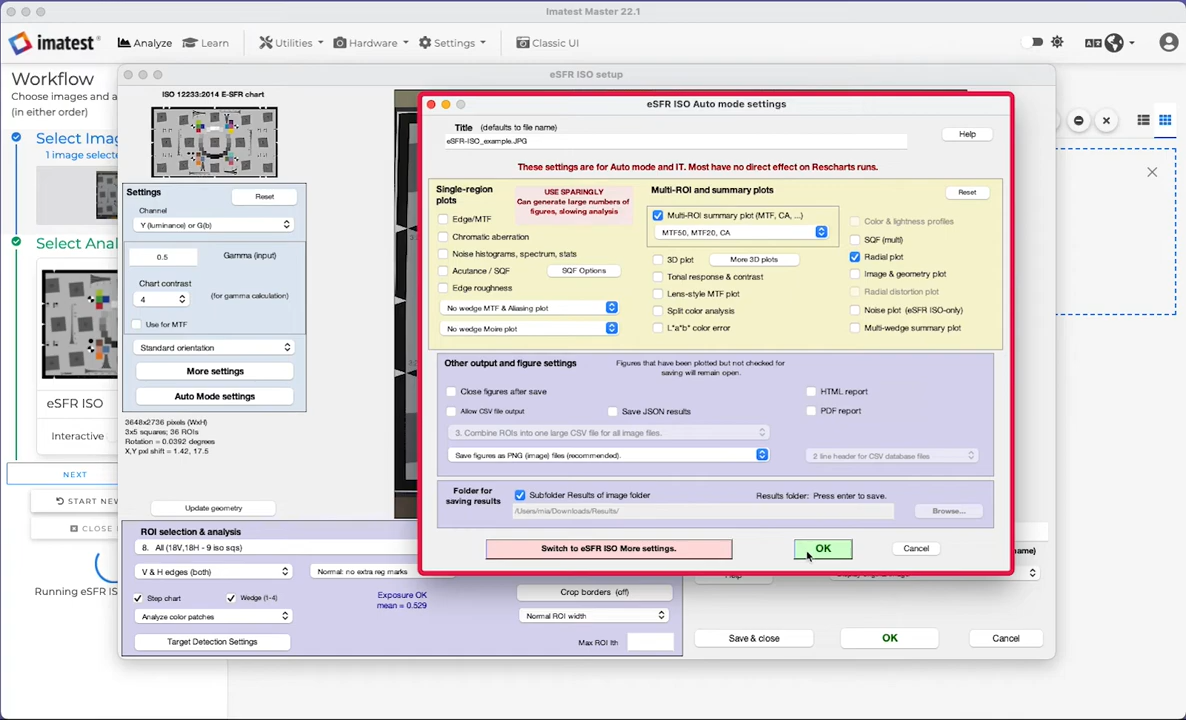 Imatest Master 22.1
imatest®
Analyze
Learn
Utilities
Hardware
Settings
Classic UI
Workflow
Choose images and a
(in either order)
Select Imag
1 image selecte
Select Anal
eSFR ISO
Interactive
NEXT
START NEW
CLOSE
Running eSFR IS
eSFR ISO setup
ISO 12233:2014 E-SFR chart
Settings
Reset
Channel
Y (luminance) or G(b)
0.5
Gamma (input)
Chart contrast
4
(for gamma calculation)
Use for MTF
Standard orientation
More settings
Auto Mode settings
3648x2736 pixels (WxH)
3x5 squares; 36 ROIs
Rotation = 0.0392 degrees
X,Y pxl shift = 1.42, 17.5
Update geometry
ROI selection & analysis
8. All (18V,18H - 9 iso sqs)
V & H edges (both)
Normal: no extra reg marks
Step chart
Wedge (1-4)
Exposure OK
mean = 0.529
Analyze color patches
Target Detection Settings
Crop borders (off)
Normal ROI width
Max ROI lth
Help
Save & close
OK
Cancel
eSFR ISO Auto mode settings
Title
(defaults to file name)
eSFR-ISO_example.JPG
Help
These settings are for Auto mode and IT. Most have no direct effect on Rescharts runs.
Single-region
plots
USE SPARINGLY
Can generate large numbers of
figures, slowing analysis
Edge/MTF
Chromatic aberration
Noise histograms, spectrum, stats
Acutance / SQF
SQF Options
Edge roughness
No wedge MTF & Aliasing plot
No wedge Moire plot
Multi-ROI and summary plots
Reset
Multi-ROI summary plot (MTF, CA, ...)
MTF50, MTF20, CA
3D plot
More 3D plots
Tonal response & contrast
Lens-style MTF plot
Split color analysis
L*a*b* color error
Color & lightness profiles
SQF (multi)
Radial plot
Image & geometry plot
Radial distortion plot
Noise plot (eSFR ISO-only)
Multi-wedge summary plot
Other output and figure settings
Figures that have been plotted but not checked for
saving will remain open.
Close figures after save
HTML report
Allow CSV file output
Save JSON results
PDF report
3. Combine ROIs into one large CSV file for all image files.
Save figures as PNG (image) files (recommended).
2 line header for CSV database files
Folder for
saving results
Subfolder Results of image folder
Results folder: Press enter to save.
/Users/mia/Downloads/Results/
Browse...
Switch to eSFR ISO More settings.
OK
Cancel